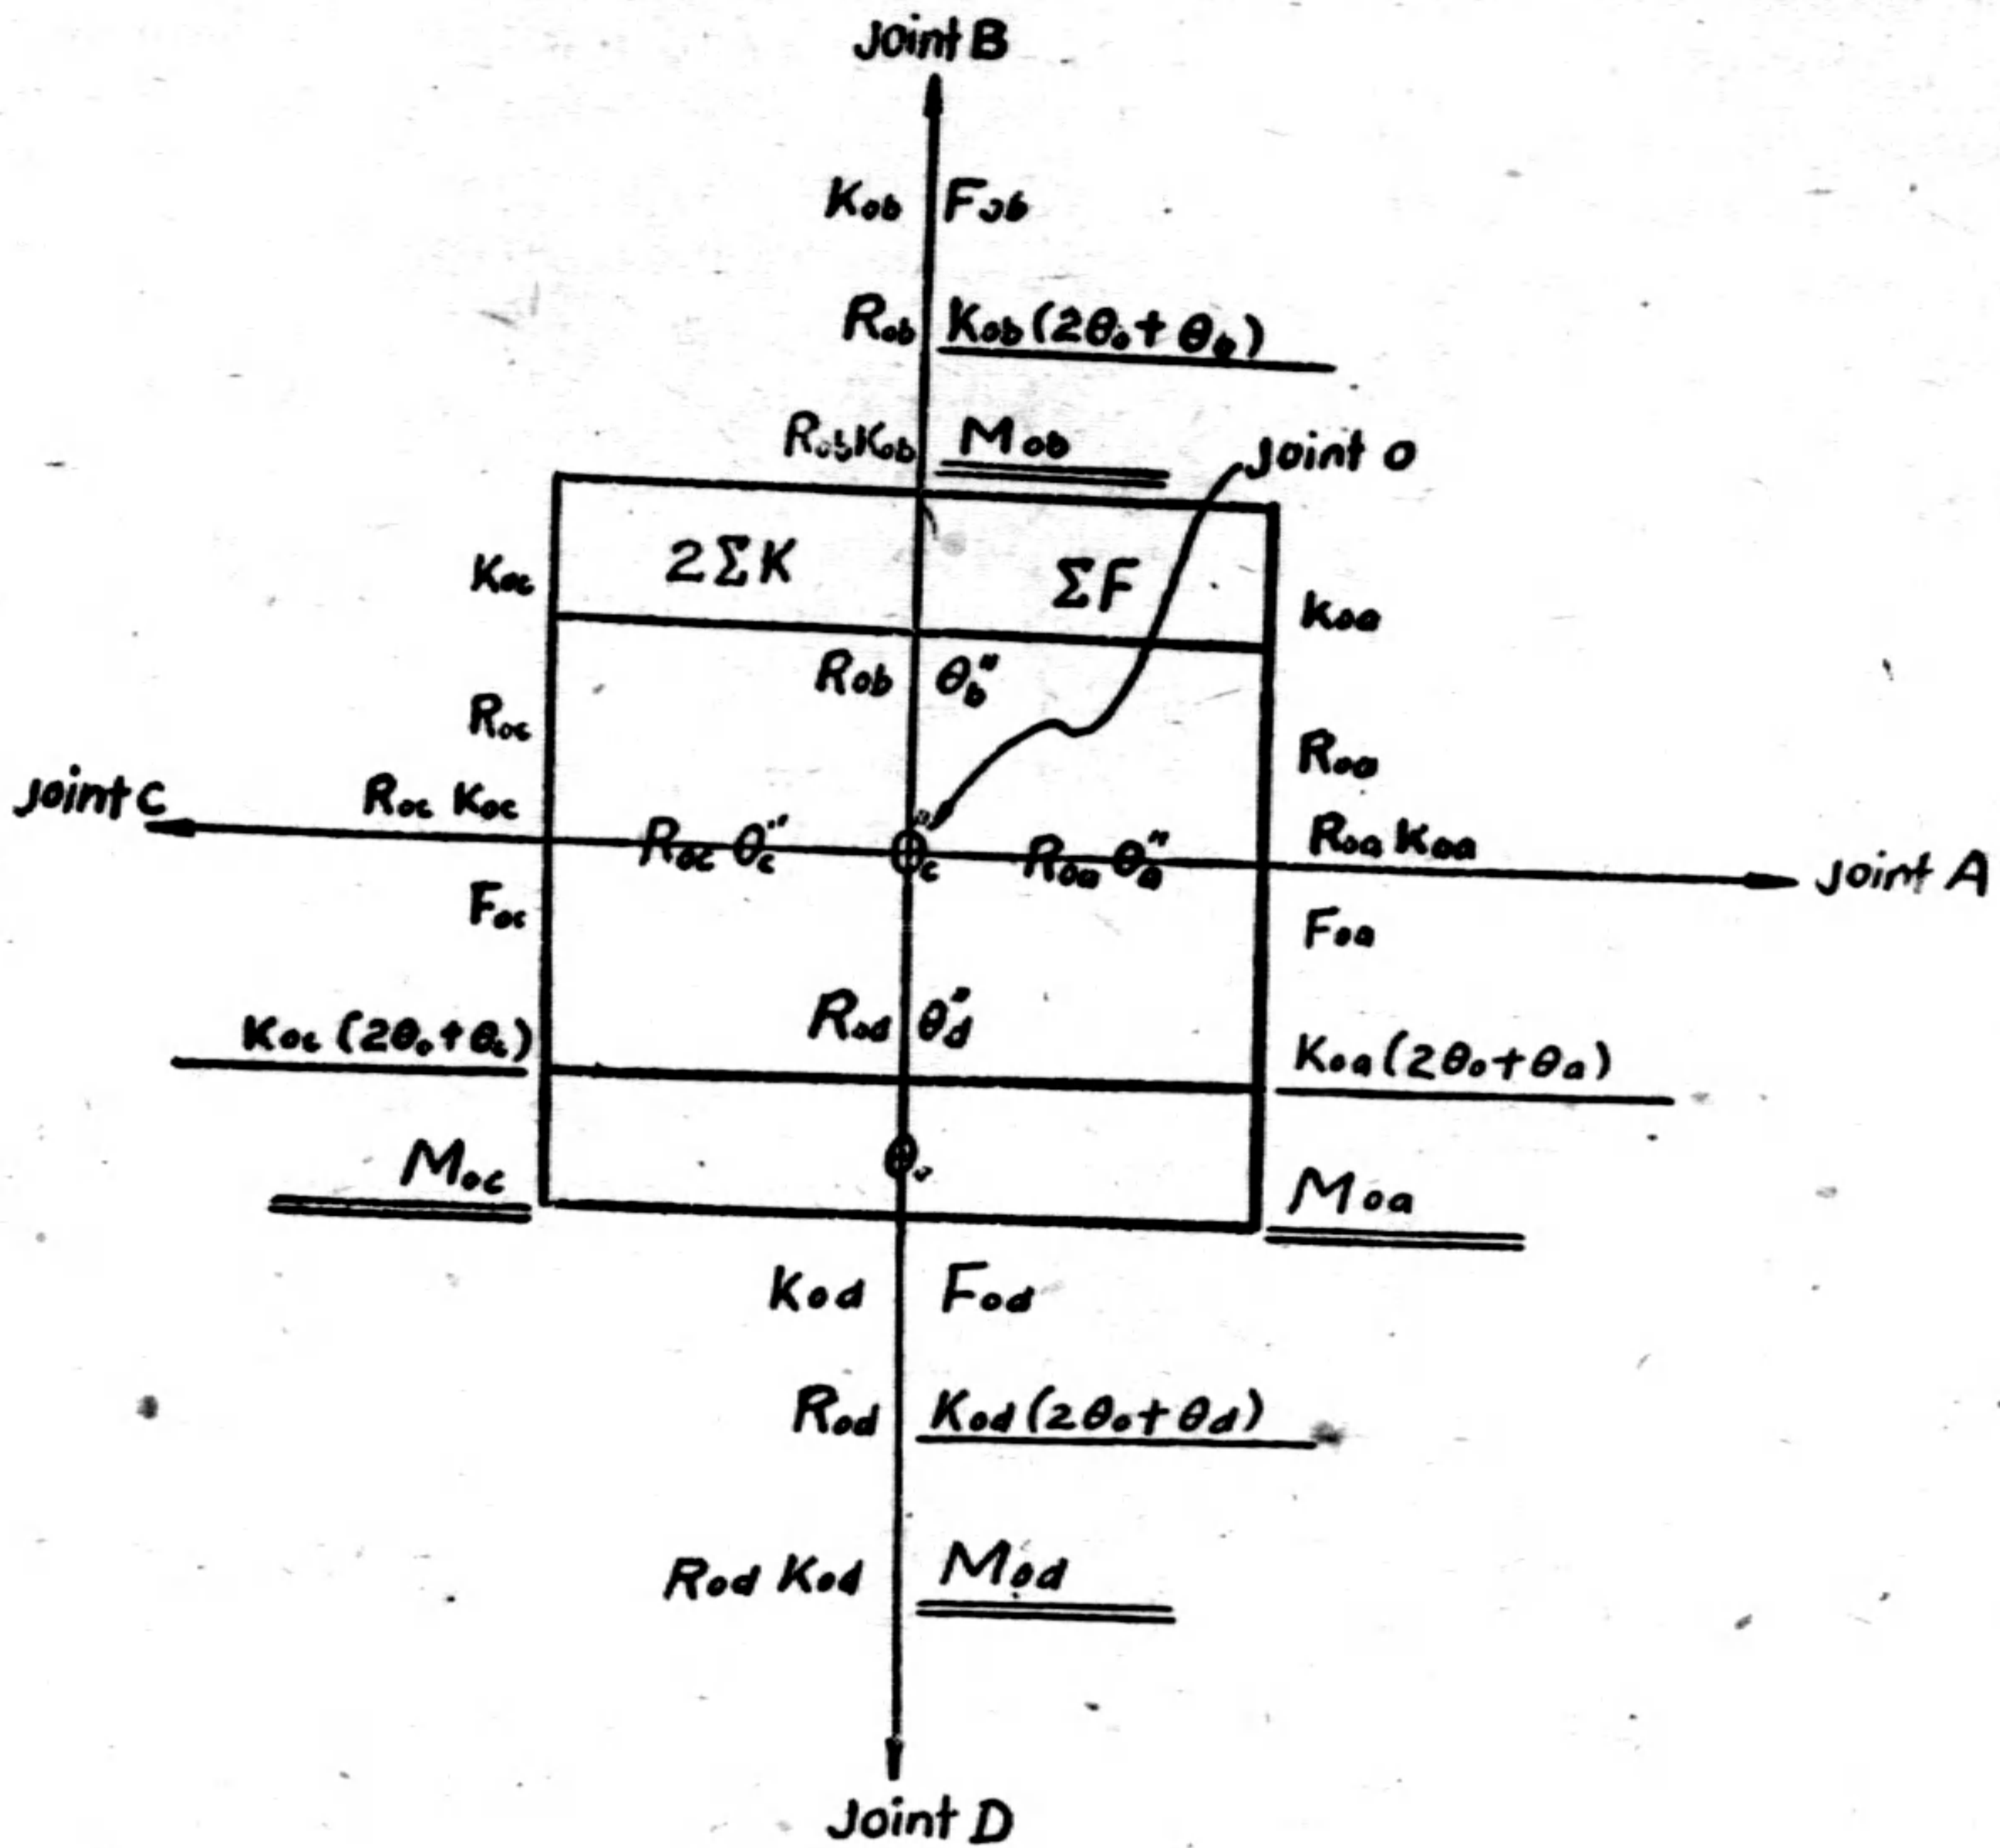 Joint B
Kob Fob
Rob Kob(2θo+θb)
RobKob Mob
Joint O
2ΣK ΣF
Koc Koa
Rob θb"
Roc Roa
Joint C Roc Koc Roc θc" θc" Roa θa" Roa Koa Joint A
Foc Foa
Rod θd"
Koc (2θo+θc) Koa (2θo+θa)
θo
Moc Moa
Kod Fod
Rod Kod (2θo+θd)
Rod Kod Mod
Joint D